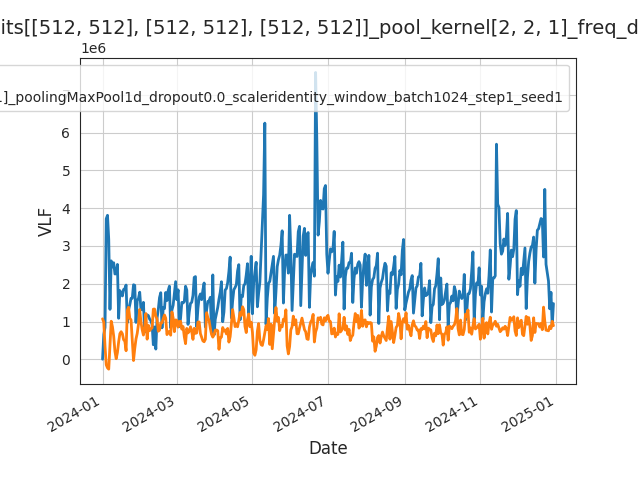 its[[512, 512], [512, 512], [512, 512]]_pool_kernel[2, 2, 1]_freq_d
1e6
]_poolingMaxPool1d_dropout0.0_scaleridentity_window_batch1024_step1_seed1
6
5
4
3
2
1
0
VLF
2024-01
2024-03
2024-05
2024-07
2024-09
2024-11
2025-01
Date